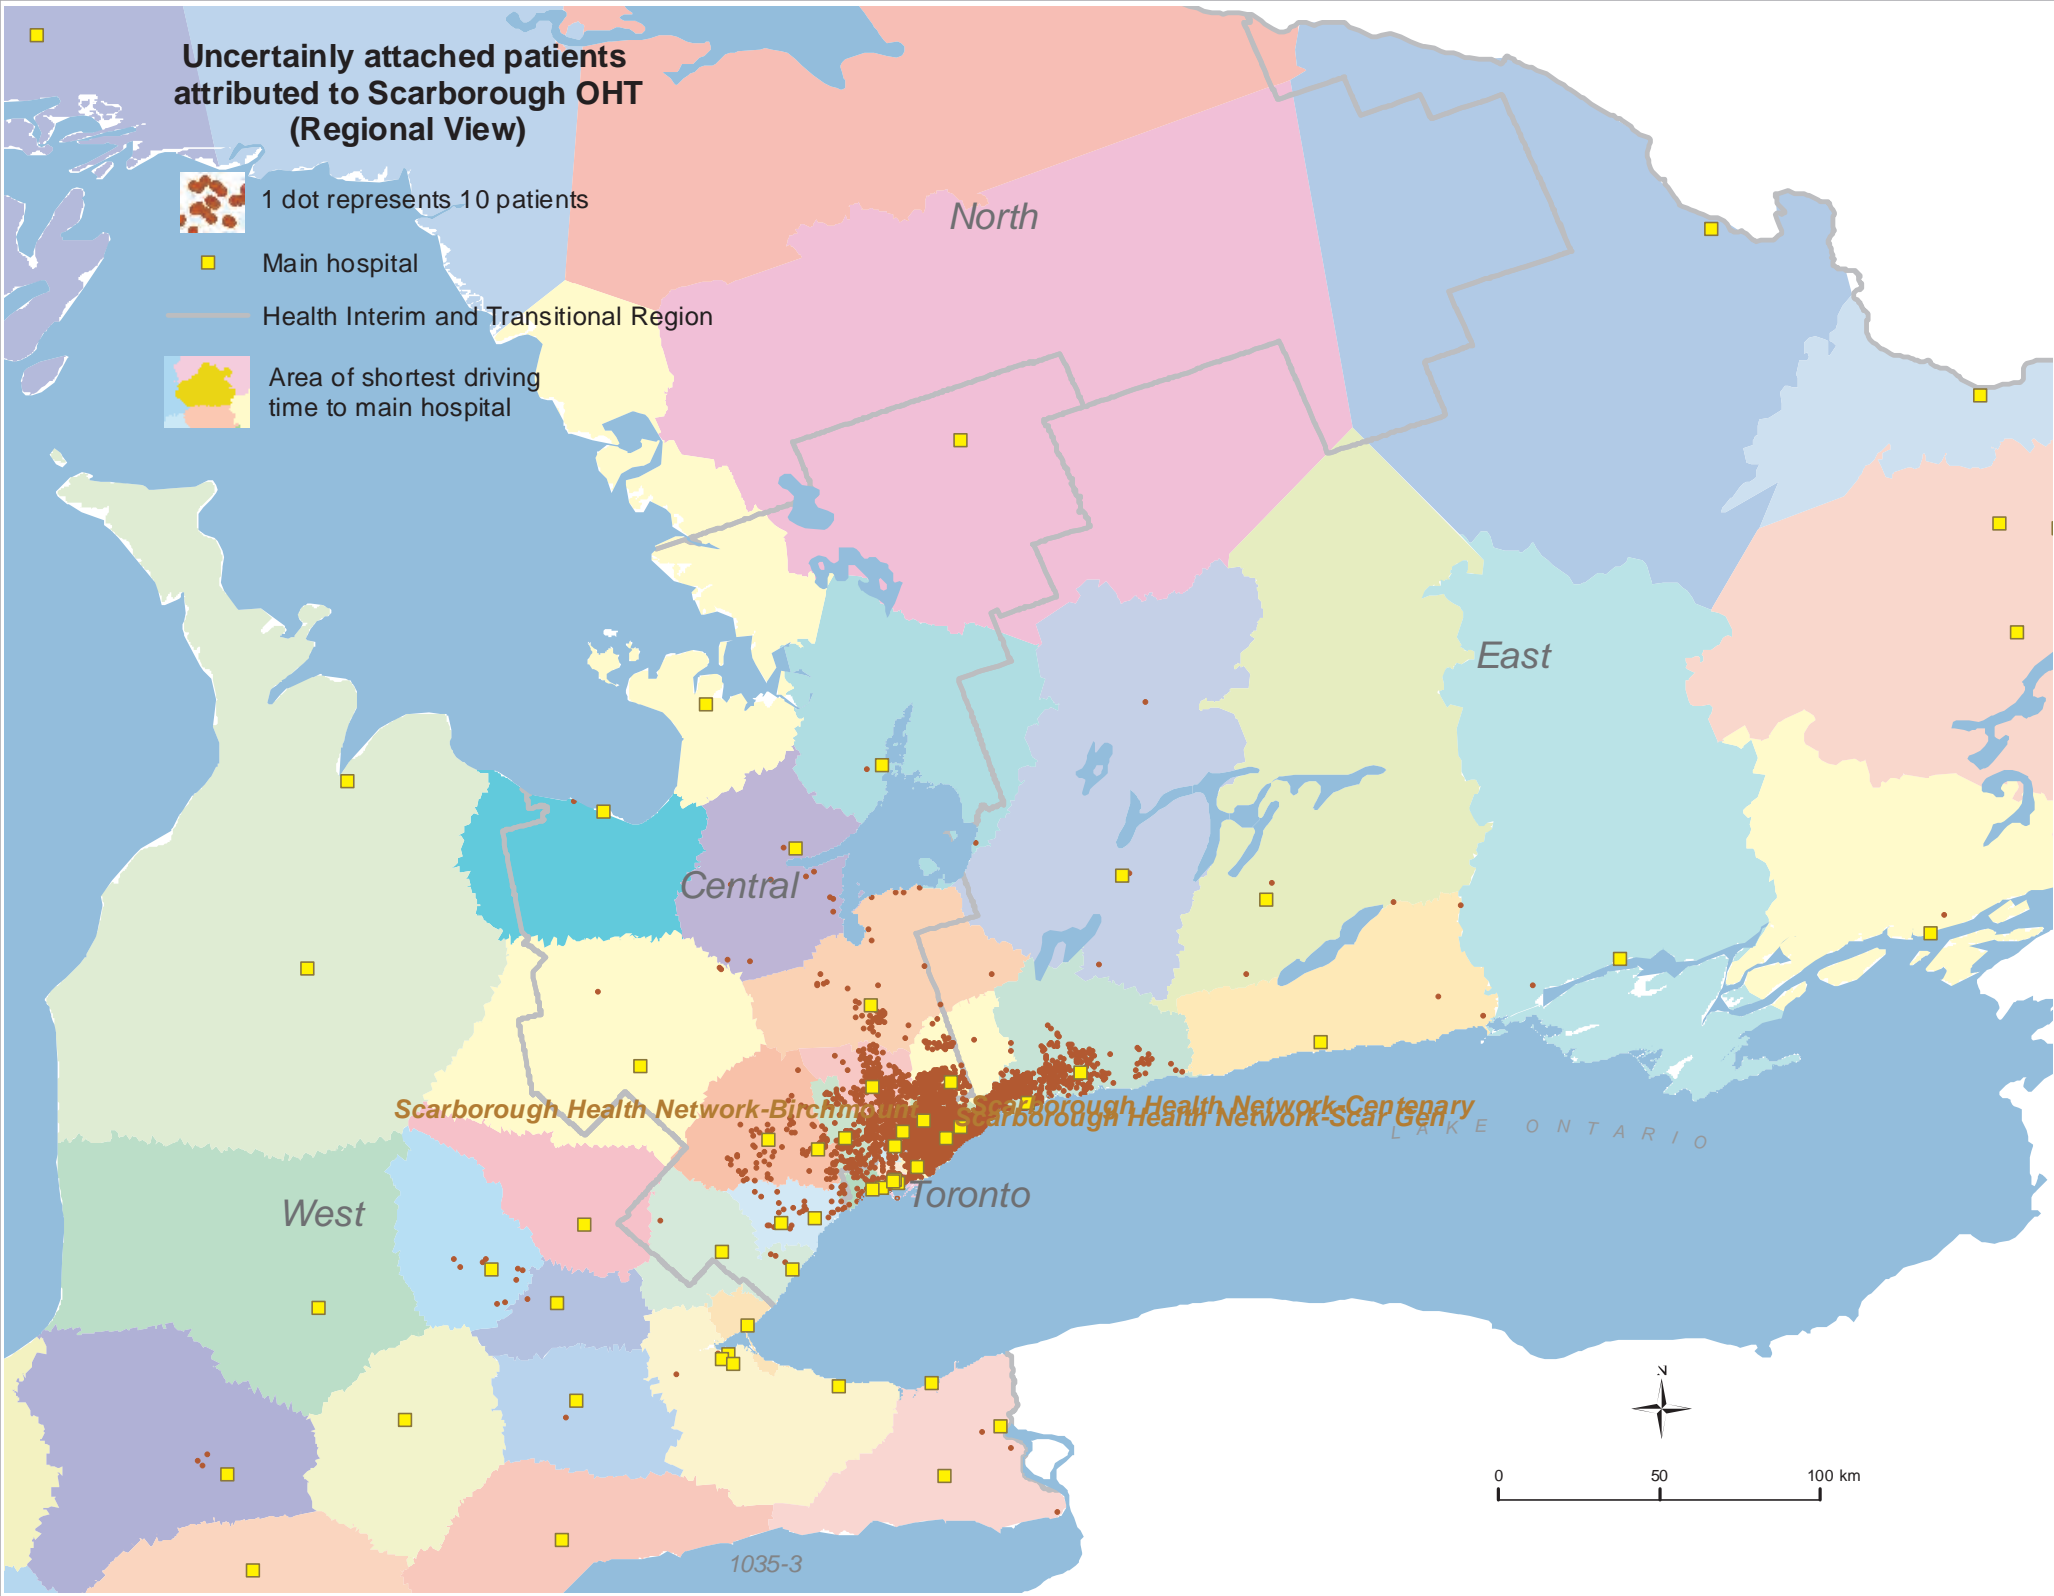 Uncertainly attached patients
attributed to Scarborough OHT
(Regional View)
1 dot represents 10 patients
Main hospital
Health Interim and Transitional Region
Area of shortest driving
time to main hospital
North
East
Central
Scarborough Health Network-Birchmount
Scarborough Health Network-Centenary
Scarborough Health Network-Scar Gen
LAKE ONTARIO
Toronto
West
N
0 50 100 km
1035-3